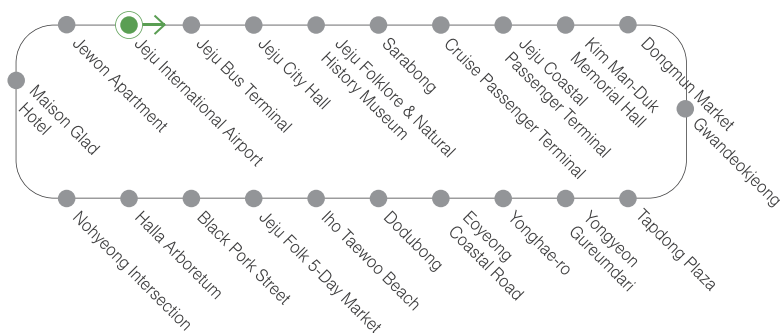 Jewon Apartment
Jeju International Airport
Jeju Bus Terminal
Jeju City Hall
Jeju Folklore & Natural
History Museum
Sarabong
Cruise Passenger Terminal
Jeju Coastal
Passenger Terminal
Kim Man-Duk
Memorial Hall
Dongmun Market
Gwandeokjeong
Maison Glad
Hotel
Nohyeong Intersection
Halla Arboretum
Black Pork Street
Jeju Folk 5-Day Market
Iho Taewoo Beach
Dodubong
Eoyeong
Coastal Road
Yonghae-ro
Yongyeon
Gureumdari
Tapdong Plaza